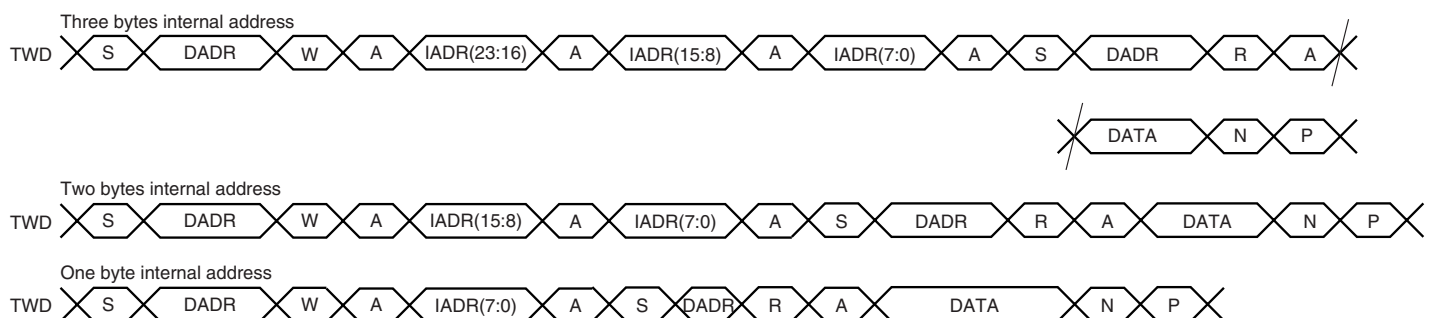 Three bytes internal address
TWD S DADR W A IADR(23:16) A IADR(15:8) A IADR(7:0) A S DADR R A
DATA N P
Two bytes internal address
TWD S DADR W A IADR(15:8) A IADR(7:0) A S DADR R A DATA N P
One byte internal address
TWD S DADR W A IADR(7:0) A S DADR R A DATA N P